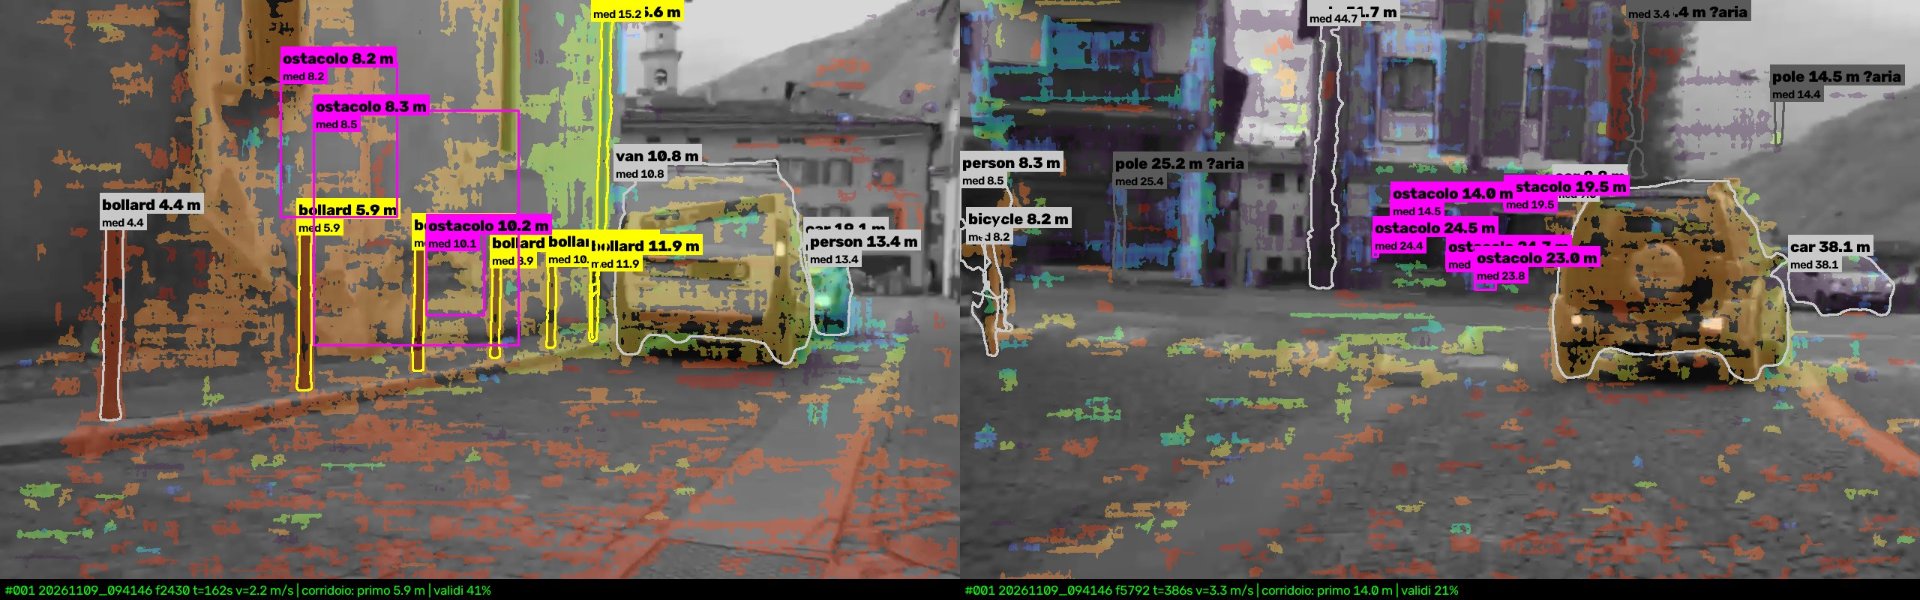 med 15.2
.6 m
ostacolo 8.2 m
med 8.2
ostacolo 8.3 m
med 8.5
van 10.8 m
med 10.8
bollard 4.4 m
med 4.4
bollard 5.9 m
med 5.9
ostacolo 10.2 m
med 10.1
bollard
bollard 11.9 m
med 11.9
person 13.4 m
med 13.4
#001 20261109_094146 f2430 t=162s v=2.2 m/s | corridoio: primo 5.9 m | validi 41%
med 44.7
med 3.4
.4 m ?aria
pole 14.5 m ?aria
med 14.4
person 8.3 m
med 8.5
pole 25.2 m ?aria
med 25.4
bicycle 8.2 m
ostacolo 14.0 m
med 14.5
stacolo 19.5 m
med 19.5
ostacolo 24.5 m
med 24.4
ostacolo 23.0 m
med 23.8
car 38.1 m
med 38.1
#001 20261109_094146 f5792 t=386s v=3.3 m/s | corridoio: primo 14.0 m | validi 21%